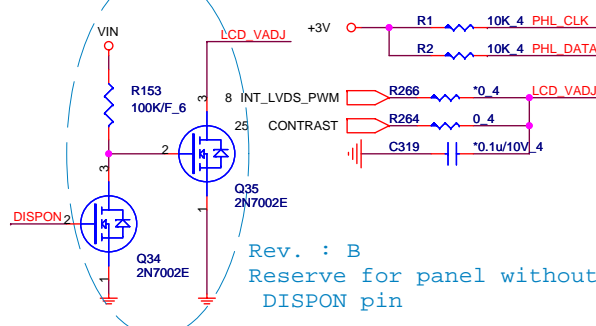 VIN
LCD_VADJ
+3V
R1
10K_4
PHL_CLK
R2
10K_4
PHL_DATA
R153
100K/F_6
3
8
INT_LVDS_PWM
R266
*0_4
LCD_VADJ
25
CONTRAST
R264
0_4
2
C319
*0.1u/10V_4
3
Q35
2N7002E
1
DISPON
2
Q34
2N7002E
1
Rev. : B
Reserve for panel without
DISPON pin